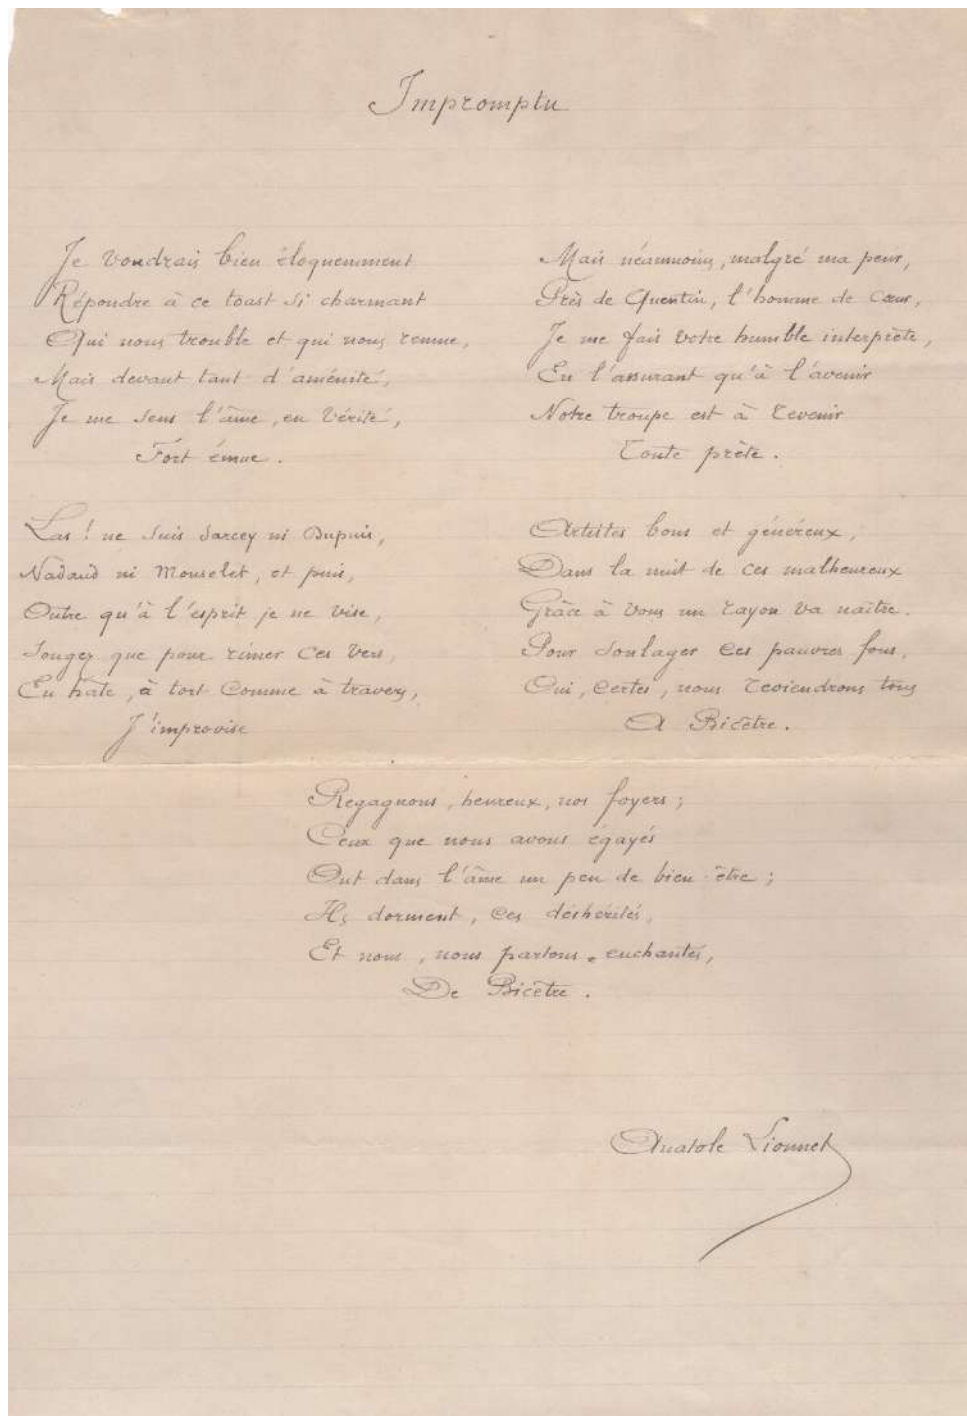 Impromptu
Je voudrais bien éloquemment
Répondre à ce toast si charmant
Qui nous trouble et qui nous remue,
Mais devant tant d'aménité,
Je me sens l'âme, en vérité,
Fort émue.
Las ! ne suis Sarcey ni Dupuis,
Nadaud ni Monselet, et puis,
Outre qu'à l'esprit je ne vise,
Songez que pour rimer ces vers,
En hâte, à tort comme à travers,
J'improvise
Mais néanmoins, malgré ma peur,
Près de Quentin, l'homme de cœur,
Je me fais votre humble interprète,
En l'assurant qu'à l'avenir
Notre troupe est à revenir
Toute prête.
Artistes bons et généreux,
Dans la nuit de ces malheureux
Grâce à vous un rayon va naître.
Pour soulager ces pauvres fous,
Oui, certes, nous reviendrons tous
A Bicêtre.
Regagnons, heureux, nos foyers ;
Ceux que nous avons égayés
Ont dans l'âme un peu de bien-être ;
Ils dorment, ces déshérités,
Et nous, nous partons, enchantés,
De Bicêtre.
Anatole Lionnet